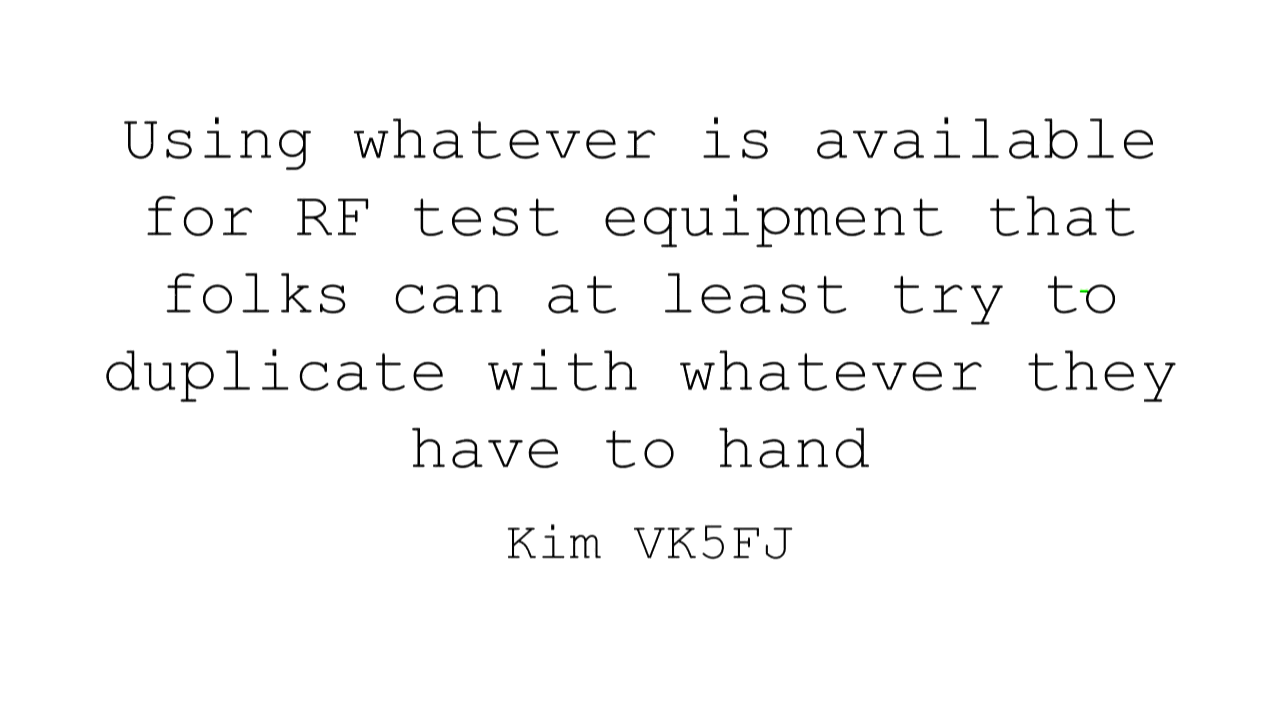 Using whatever is available
for RF test equipment that
folks can at least try to
duplicate with whatever they
have to hand
Kim VK5FJ